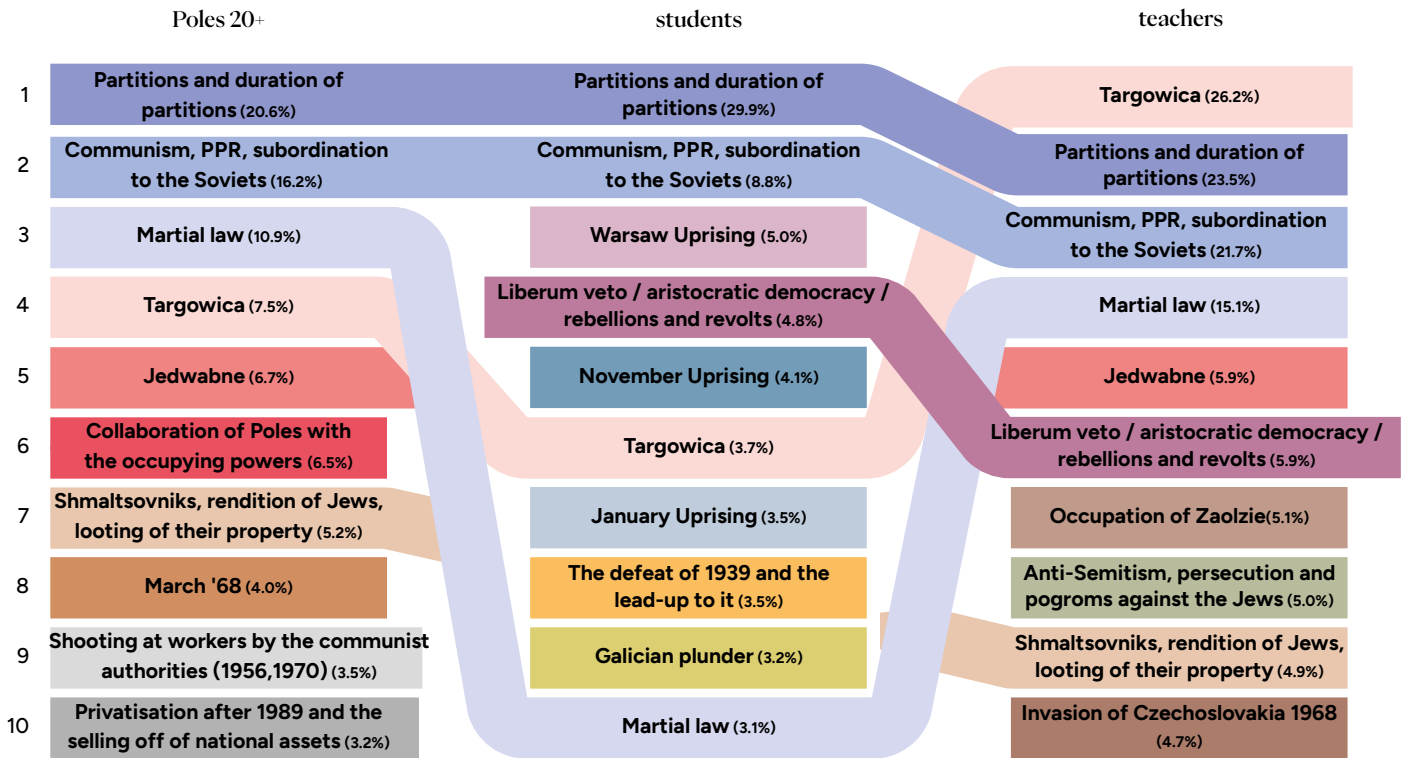 Poles 20+
students
teachers
1
Partitions and duration of
partitions (20.6%)
Partitions and duration of
partitions (29.9%)
Targowica (26.2%)
2
Communism, PPR, subordination
to the Soviets (16.2%)
Communism, PPR, subordination
to the Soviets (8.8%)
Partitions and duration of
partitions (23.5%)
3
Martial law (10.9%)
Warsaw Uprising (5.0%)
Communism, PPR, subordination
to the Soviets (21.7%)
4
Targowica (7.5%)
Liberum veto / aristocratic democracy /
rebellions and revolts (4.8%)
Martial law (15.1%)
5
Jedwabne (6.7%)
November Uprising (4.1%)
Jedwabne (5.9%)
6
Collaboration of Poles with
the occupying powers (6.5%)
Targowica (3.7%)
Liberum veto / aristocratic democracy /
rebellions and revolts (5.9%)
7
Shmaltsovniks, rendition of Jews,
looting of their property (5.2%)
January Uprising (3.5%)
Occupation of Zaolzie(5.1%)
8
March '68 (4.0%)
The defeat of 1939 and the
lead-up to it (3.5%)
Anti-Semitism, persecution and
pogroms against the Jews (5.0%)
9
Shooting at workers by the communist
authorities (1956,1970) (3.5%)
Galician plunder (3.2%)
Shmaltsovniks, rendition of Jews,
looting of their property (4.9%)
10
Privatisation after 1989 and the
selling off of national assets (3.2%)
Martial law (3.1%)
Invasion of Czechoslovakia 1968
(4.7%)